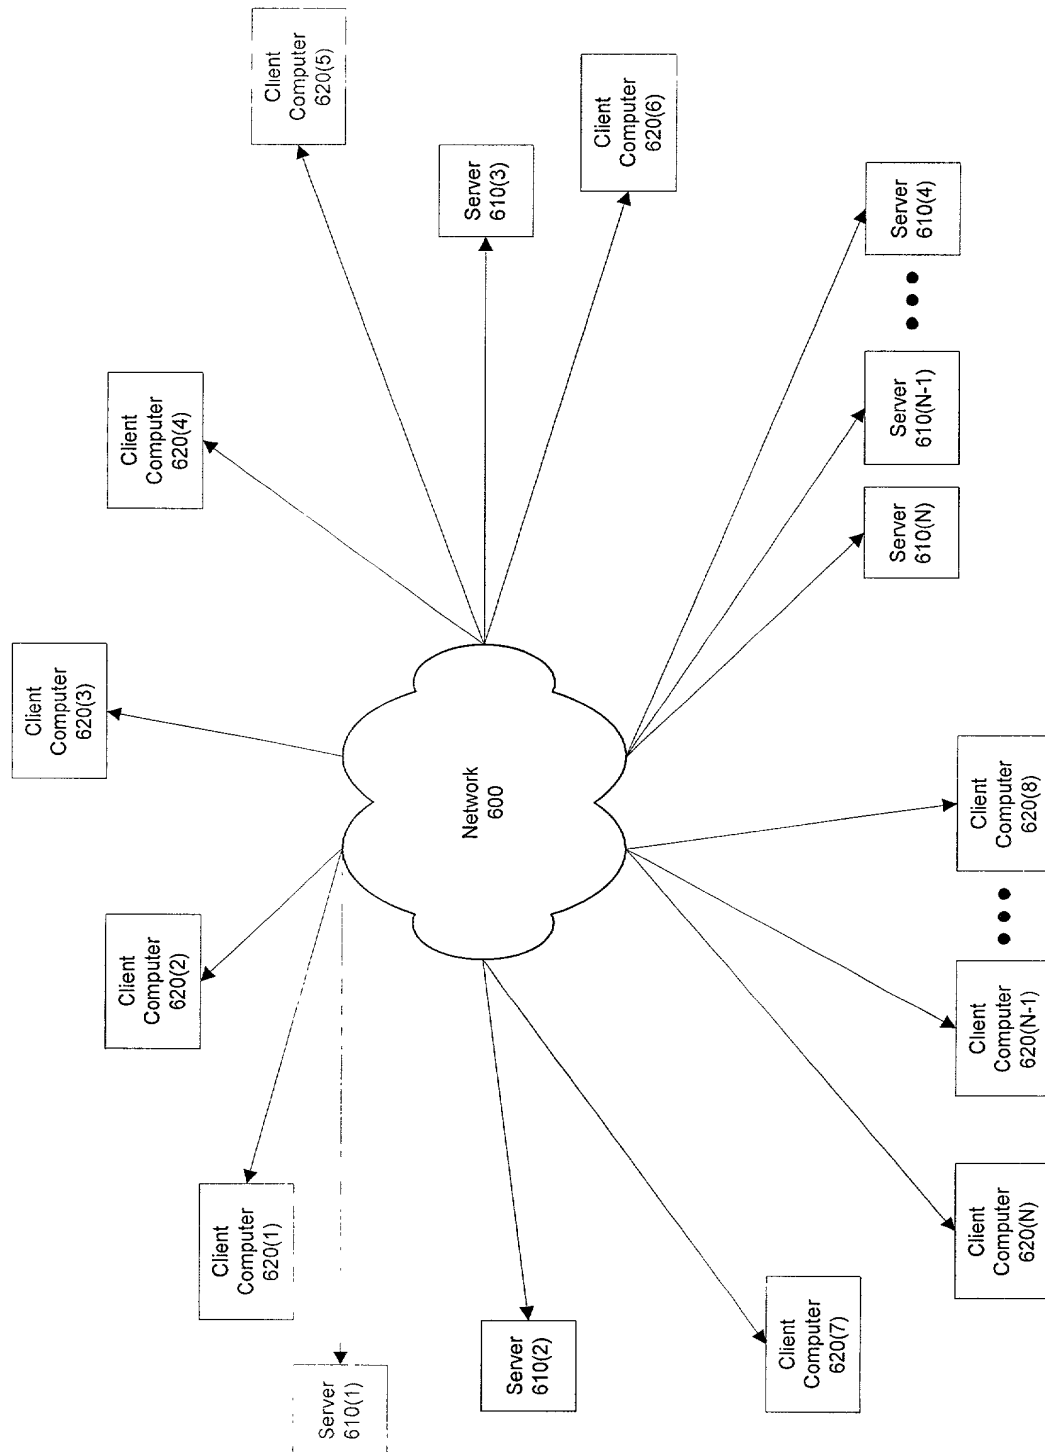 Client
Computer
620(3)
Client
Computer
620(2)
Client
Computer
620(4)
Client
Computer
620(1)
Client
Computer
620(5)
Server
610(1)
Network
600
Server
610(3)
Server
610(2)
Client
Computer
620(6)
Client
Computer
620(7)
Server
610(N)
Server
610(N-1)
Server
610(4)
Client
Computer
620(N)
Client
Computer
620(N-1)
Client
Computer
620(8)